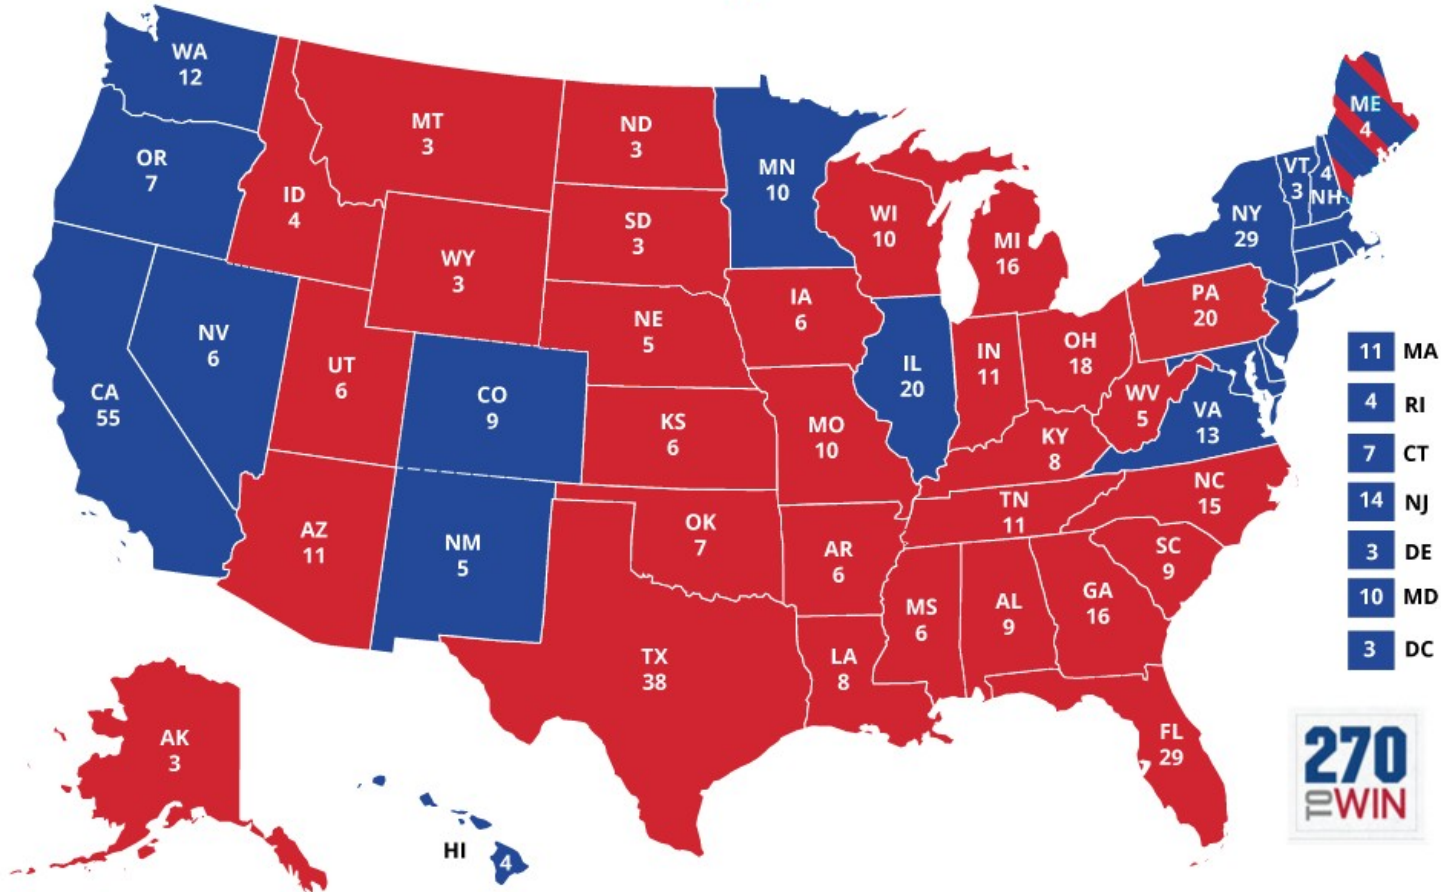 WA
12
OR
7
CA
55
NV
6
ID
4
MT
3
WY
3
UT
6
AZ
11
CO
9
NM
5
ND
3
SD
3
NE
5
KS
6
OK
7
TX
38
MN
10
IA
6
MO
10
AR
6
LA
8
WI
10
IL
20
MI
16
IN
11
OH
18
KY
8
TN
11
MS
6
AL
9
GA
16
FL
29
SC
9
NC
15
VA
13
WV
5
PA
20
NY
29
VT
3
4
NH
ME
4
11 MA
4 RI
7 CT
14 NJ
3 DE
10 MD
3 DC
AK
3
HI
4
270
TO WIN